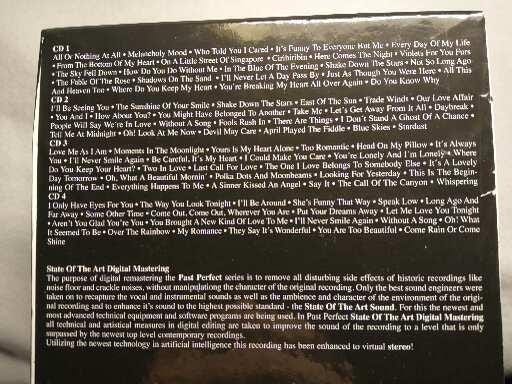 CD 1
All Or Nothing At All • Melancholy Mood • Who Told You I Cared • It's Funny To Everyone But Me • Every Day Of My Life
• From The Bottom Of My Heart • On A Little Street Of Singapore • Ciribiribin • Here Comes The Night • Violets For You Furs
• The Sky Fell Down • How Do You Do Without Me • In The Blue Of The Evening • Shake Down The Stars • Not So Long Ago
• The Fable Of The Rose • Shadows On The Sand • I'll Never Let A Day Pass By • Just As Though You Were Here • All This
And Heaven Too • Where Do You Keep My Heart • You're Breaking My Heart All Over Again • Do You Know Why
CD 2
I'll Be Seeing You • The Sunshine Of Your Smile • Shake Down The Stars • East Of The Sun • Trade Winds • Our Love Affair
• You And I • How About You? • You Might Have Belonged To Another • Take Me • Let's Get Away From It All • Daybreak •
People Will Say We're In Love • Without A Song • Fools Rush In • There Are Things • I Don't Stand A Ghost Of A Chance •
Tell Me At Midnight • Oh! Look At Me Now • Devil May Care • April Played The Fiddle • Blue Skies • Stardust
CD 3
Love Me As I Am • Moments In The Moonlight • Yours Is My Heart Alone • Too Romantic • Head On My Pillow • It's Always
You • I'll Never Smile Again • Be Careful, It's My Heart • I Could Make You Care • You're Lonely And I'm Lonely • Where
Do You Keep Your Heart? • Two In Love • Last Call For Love • The One I Love Belongs To Somebody Else • It's A Lovely
Day Tomorrow • Oh, What A Beautiful Mornin' • Polka Dots And Moonbeams • Looking For Yesterday • This Is The Begin-
ning Of The End • Everything Happens To Me • A Sinner Kissed An Angel • Say It • The Call Of The Canyon • Whispering
CD 4
I Only Have Eyes For You • The Way You Look Tonight • I'll Be Around • She's Funny That Way • Speak Low • Long Ago And
Far Away • Some Other Time • Come Out, Come Out, Wherever You Are • Put Your Dreams Away • Let Me Love You Tonight
• Aren't You Glad You're You • You Brought A New Kind Of Love To Me • I'll Never Smile Again • Without A Song • Oh! What
It Seemed To Be • Over The Rainbow • My Romance • They Say It's Wonderful • You Are Too Beautiful • Come Rain Or Come
Shine
State Of The Art Digital Mastering
The purpose of digital remastering the Past Perfect series is to remove all disturbing side effects of historic recordings like
noise floor and crackle noises, without manipulationg the character of the original recording. Only the best sound engineers were
taken on to recapture the vocal and instrumental sounds as well as the ambience and character of the environment of the origi-
nal recording and to enhance it's sound to the highest possible standard - the State Of The Art Sound. For this the newest and
most advanced technical equipment and software programs are being used. In Past Perfect State Of The Art Digital Mastering
all technical and artistical measures in digital editing are taken to improve the sound of the recording to a level that is only
surpassed by the newest top level contemporary recordings.
Utilizing the newest technology in artificial intelligence this recording has been enhanced to virtual stereo!